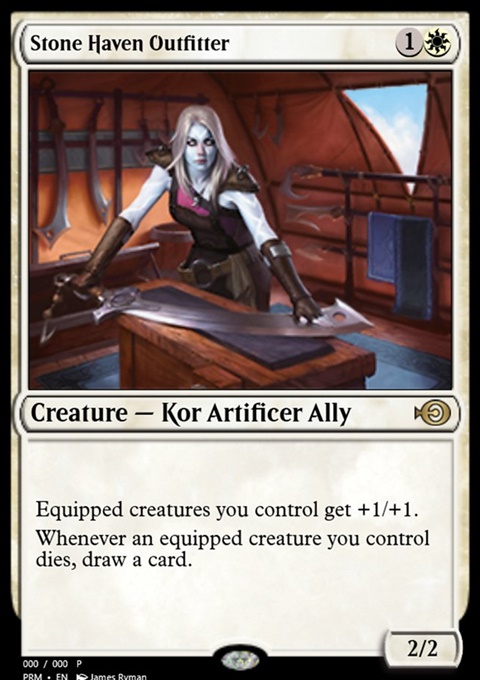 Stone Haven Outfitter 1
Creature — Kor Artificer Ally
Equipped creatures you control get +1/+1.
Whenever an equipped creature you control
dies, draw a card.
2/2
000 / 000 P
PRM • EN James Ryman